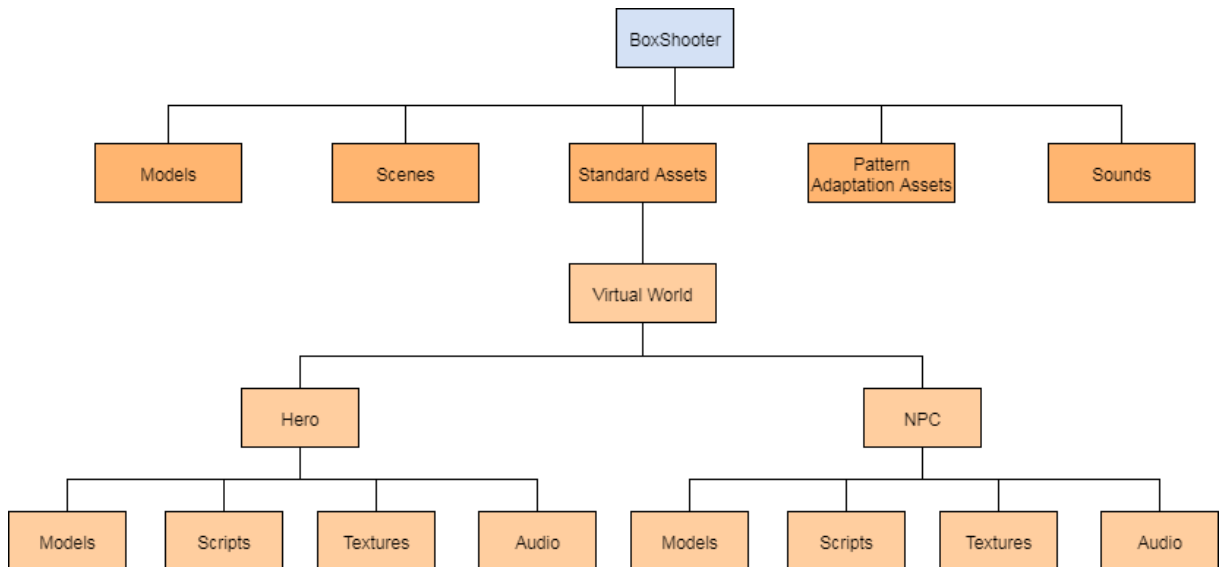 BoxShooter
Models
Scenes
Standard Assets
Pattern
Adaptation Assets
Sounds
Virtual World
Hero
NPC
Models
Scripts
Textures
Audio
Models
Scripts
Textures
Audio